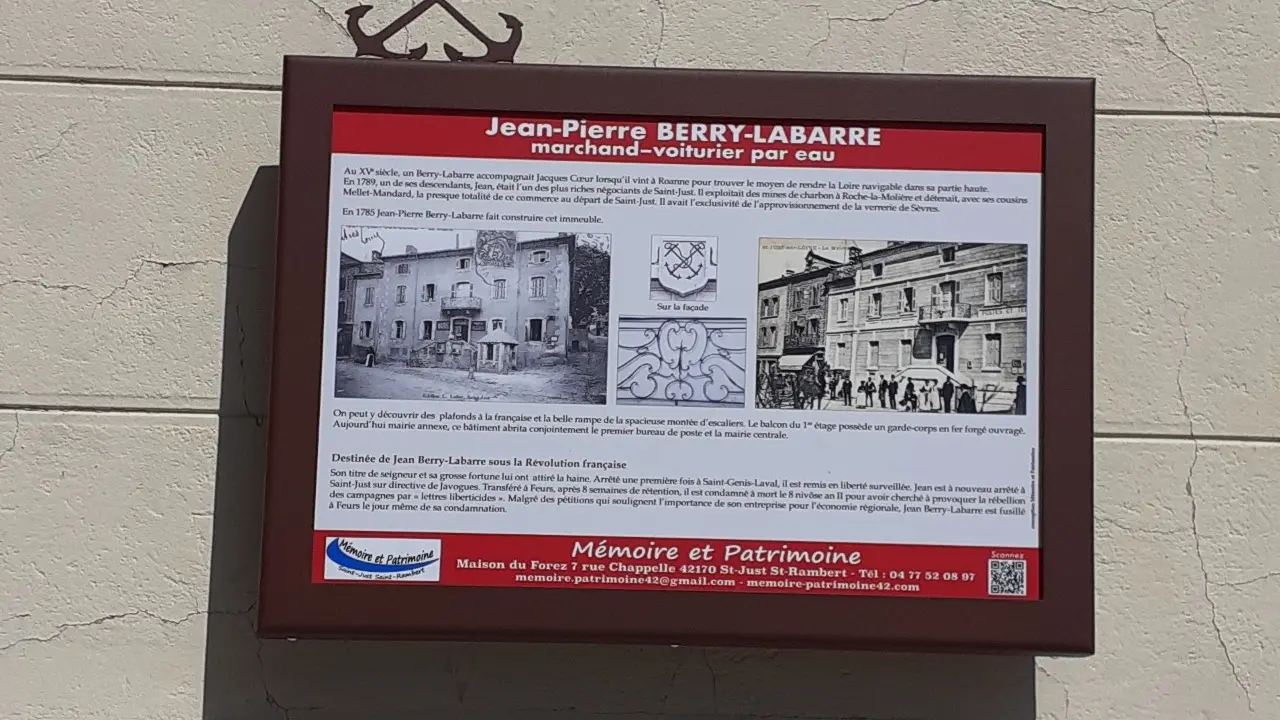 Jean-Pierre BERRY-LABARRE
marchand-voiturier par eau
Au XVe siècle, un Berry-Labarre accompagnait Jacques Cœur lorsqu'il vint à Roanne pour trouver le moyen de rendre la Loire navigable dans sa partie haute.
En 1789, un de ses descendants, Jean, était l'un des plus riches négociants de Saint-Just. Il exploitait des mines de charbon à Roche-la-Molière et détenait, avec ses cousins
Mellet-Mandard, la presque totalité de ce commerce au départ de Saint-Just. Il avait l'exclusivité de l'approvisionnement de la verrerie de Sèvres.
En 1785 Jean-Pierre Berry-Labarre fait construire cet immeuble.
Sur la façade
On peut y découvrir des plafonds à la française et la belle rampe de la spacieuse montée d'escaliers. Le balcon du 1er étage possède un garde-corps en fer forgé ouvragé.
Aujourd'hui mairie annexe, ce bâtiment abrita conjointement le premier bureau de poste et la mairie centrale.
Destinée de Jean Berry-Labarre sous la Révolution française
Son titre de seigneur et sa grosse fortune lui ont attiré la haine. Arrêté une première fois à Saint-Genis-Laval, il est remis en liberté surveillée. Jean est à nouveau arrêté à
Saint-Just sur directive de Javogues. Transféré à Feurs, après 8 semaines de rétention, il est condamné à mort le 8 nivôse an II pour avoir cherché à provoquer la rébellion
des campagnes par « lettres liberticides ». Malgré des pétitions qui soulignent l'importance de son entreprise pour l'économie régionale, Jean Berry-Labarre est fusillé
à Feurs le jour même de sa condamnation.
Mémoire et Patrimoine
Saint-Just Saint-Rambert
Mémoire et Patrimoine
Maison du Forez 7 rue Chappelle 42170 St-Just St-Rambert - Tél : 04 77 52 08 97
memoire.patrimoine42@gmail.com - memoire-patrimoine42.com
Scannez